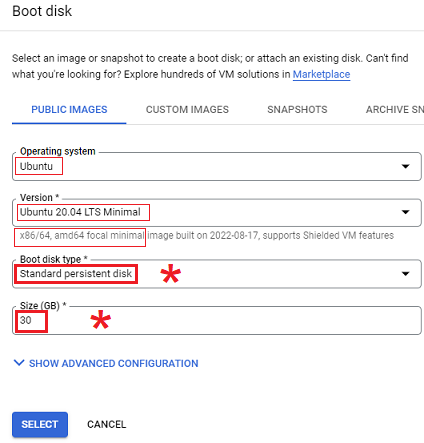 Boot disk
Select an image or snapshot to create a boot disk; or attach an existing disk. Can't find
what you're looking for? Explore hundreds of VM solutions in Marketplace
PUBLIC IMAGES CUSTOM IMAGES SNAPSHOTS ARCHIVE SN
Operating system
Ubuntu
Version *
Ubuntu 20.04 LTS Minimal
x86/64, amd64 focal minimal image built on 2022-08-17, supports Shielded VM features
Boot disk type *
Standard persistent disk *
Size (GB) *
30 *
SHOW ADVANCED CONFIGURATION
SELECT CANCEL